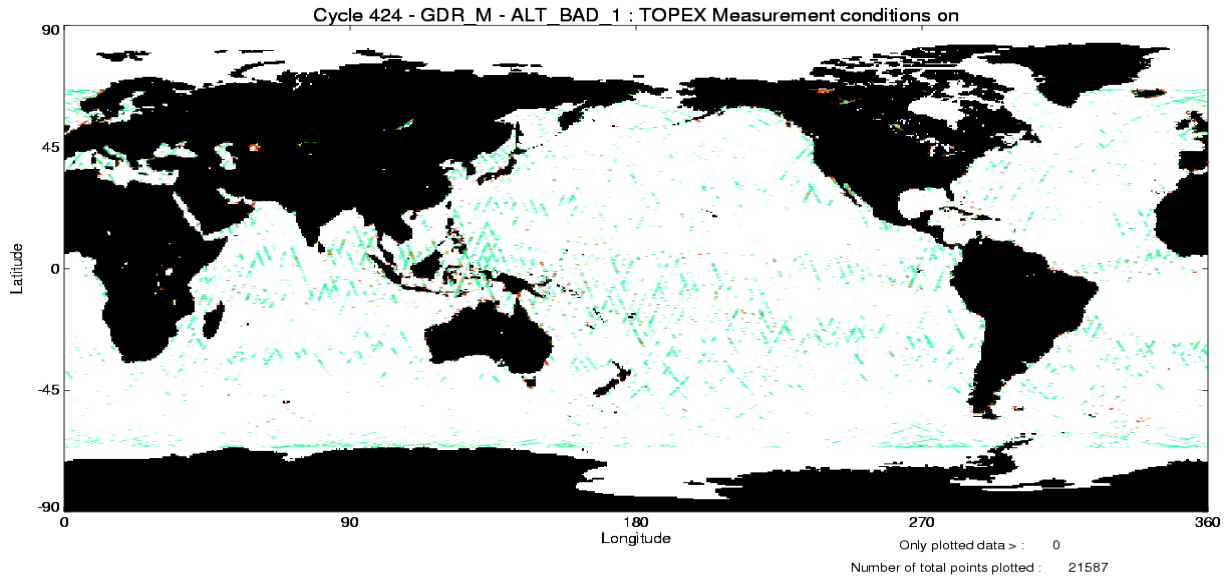 Cycle 424 - GDR_M - ALT_BAD_1 : TOPEX Measurement conditions on
90
45
0
-45
-90
Latitude
0 90 180 270 360
Longitude
Only plotted data > : 0
Number of total points plotted : 21587